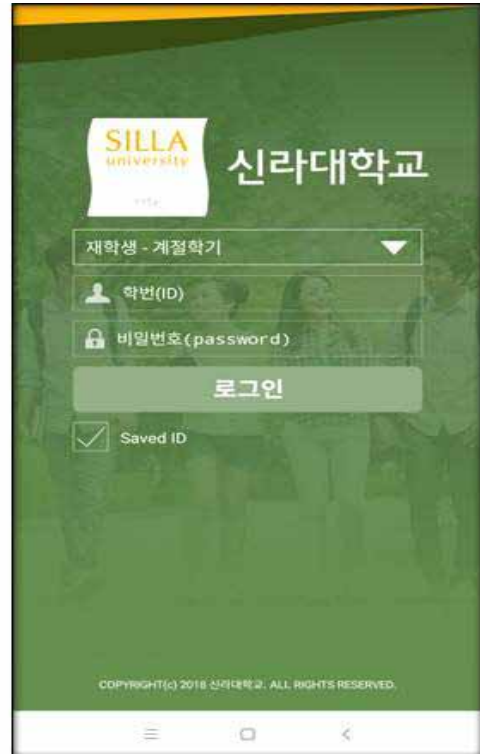 SILLA
university
신라대학교
재학생 - 계절학기
학번(ID)
비밀번호(password)
로그인
Saved ID
COPYRIGHT(c) 2018 신라대학교. ALL RIGHTS RESERVED.